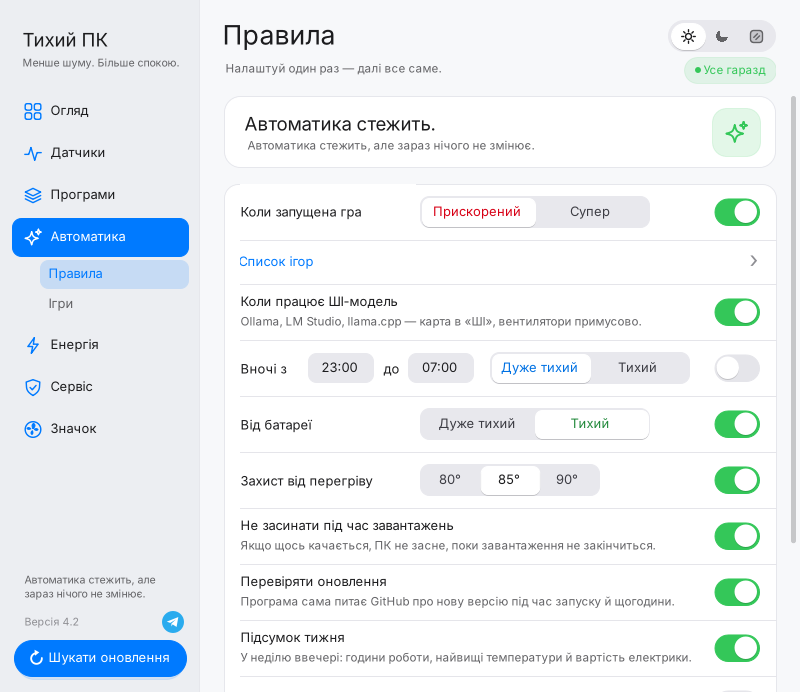 Тихий ПК
Менше шуму. Більше спокою.
Огляд
Датчики
Програми
Автоматика
Правила
Ігри
Енергія
Сервіс
Значок
Автоматика стежить, але
зараз нічого не змінює.
Версія 4.2
Шукати оновлення
Правила
Налаштуй один раз — далі все саме.
Усе гаразд
Автоматика стежить.
Автоматика стежить, але зараз нічого не змінює.
Коли запущена гра Прискорений Супер
Список ігор
Коли працює ШІ-модель
Ollama, LM Studio, llama.cpp — карта в «ШІ», вентилятори примусово.
Вночі з 23:00 до 07:00 Дуже тихий Тихий
Від батареї Дуже тихий Тихий
Захист від перегріву 80° 85° 90°
Не засинати під час завантажень
Якщо щось качається, ПК не засне, поки завантаження не закінчиться.
Перевіряти оновлення
Програма сама питає GitHub про нову версію під час запуску й щогодини.
Підсумок тижня
У неділю ввечері: години роботи, найвищі температури й вартість електрики.